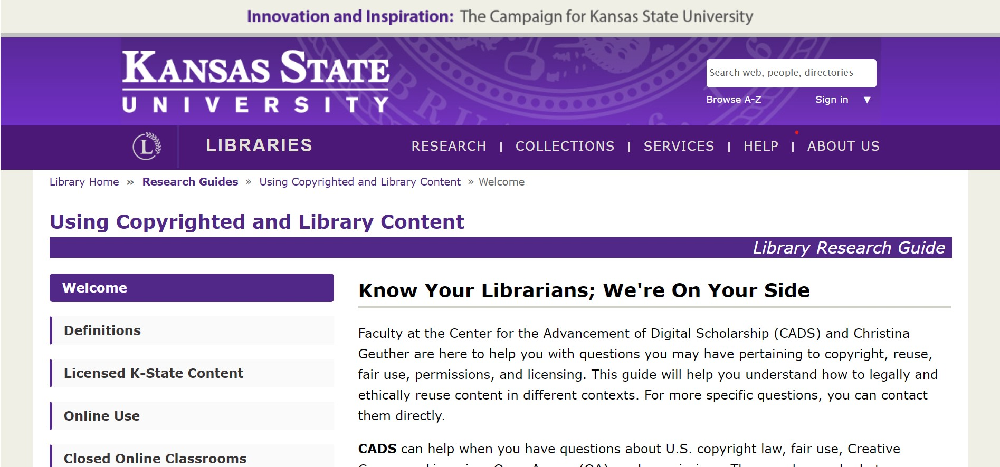 Innovation and Inspiration: The Campaign for Kansas State University
KANSAS STATE
UNIVERSITY
Search web, people, directories
Browse A-Z Sign in ▼
L
LIBRARIES
RESEARCH | COLLECTIONS | SERVICES | HELP | ABOUT US
Library Home » Research Guides » Using Copyrighted and Library Content » Welcome
Using Copyrighted and Library Content
Library Research Guide
Welcome
Definitions
Licensed K-State Content
Online Use
Closed Online Classrooms
Know Your Librarians; We're On Your Side
Faculty at the Center for the Advancement of Digital Scholarship (CADS) and Christina
Geuther are here to help you with questions you may have pertaining to copyright, reuse,
fair use, permissions, and licensing. This guide will help you understand how to legally and
ethically reuse content in different contexts. For more specific questions, you can contact
them directly.
CADS can help when you have questions about U.S. copyright law, fair use, Creative